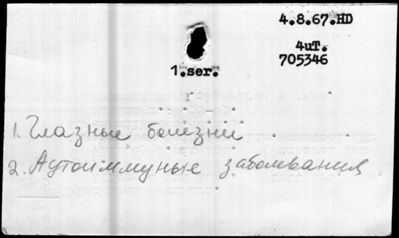 4.8.67.HD
4uT.
705346
1.ser.
1. Глазные болезни
2. Аутоиммуные заболевания